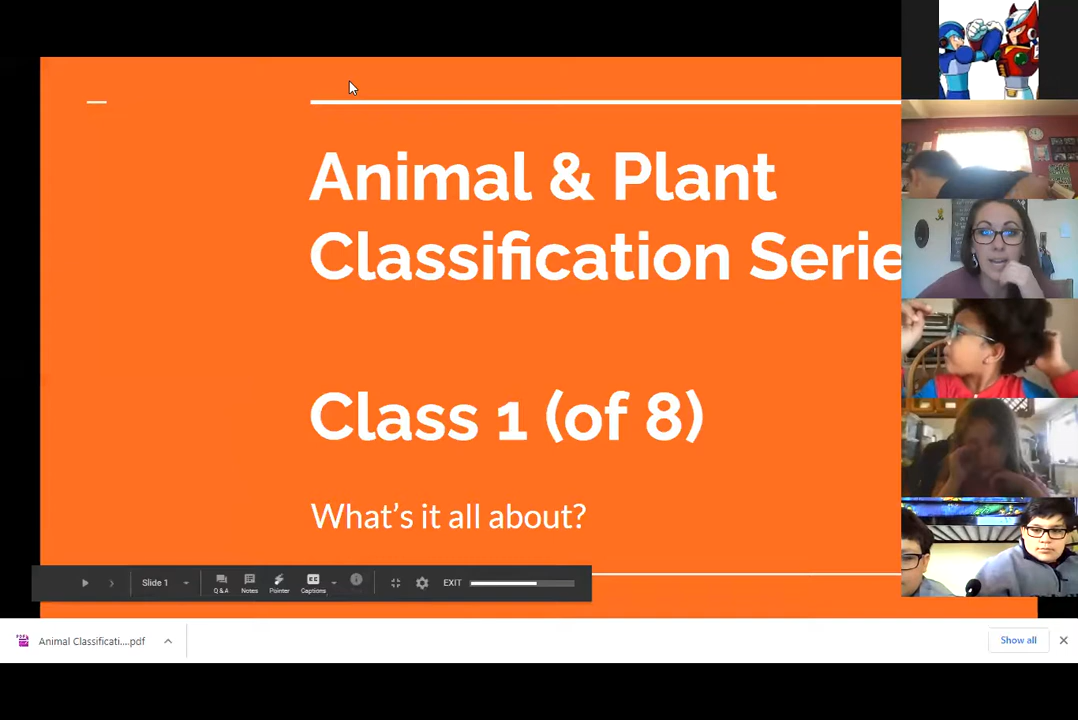 Animal & Plant
Classification Serie
Class 1 (of 8)
What's it all about?
Slide 1
Q&A
Notes
Pointer
Captions
EXIT
Animal Classificati....pdf
Show all